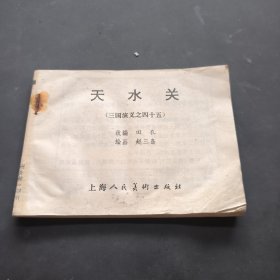 天水关
(三国演义之四十五)
改编 田衣
绘画 赵三岛
上海人民美术出版社